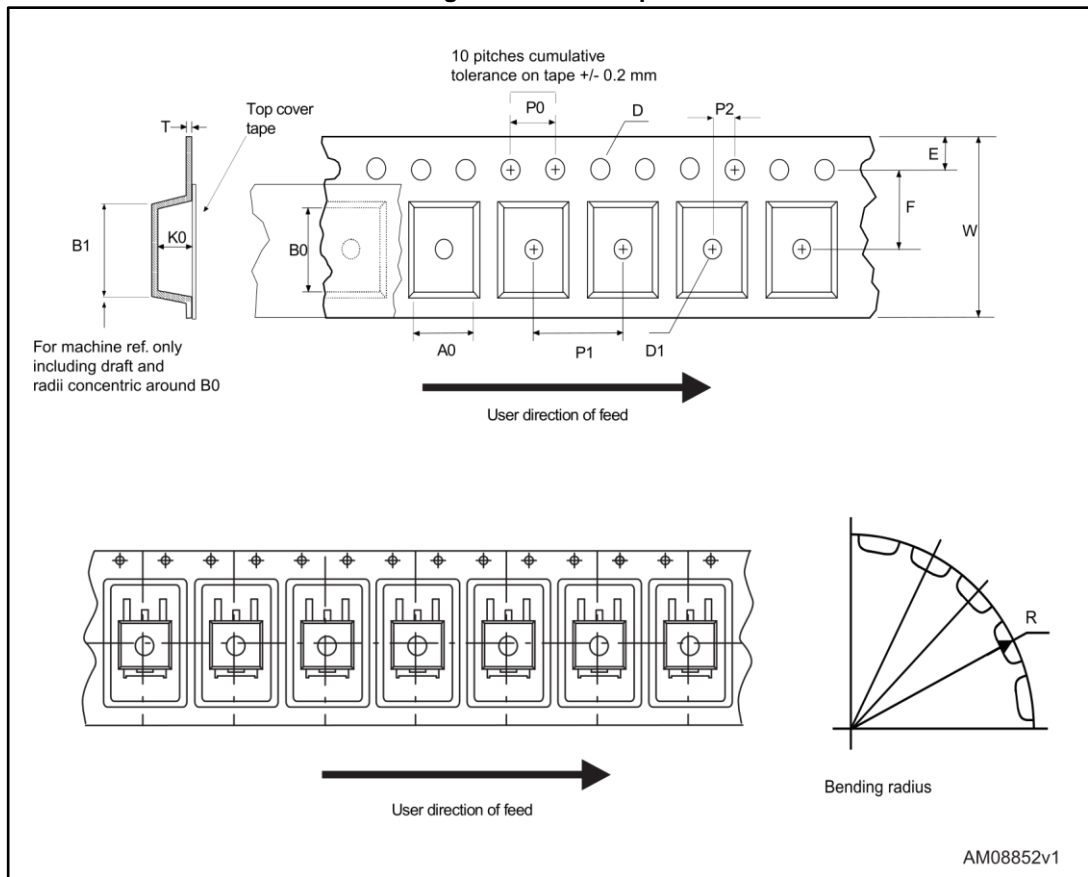 10 pitches cumulative
tolerance on tape +/- 0.2 mm
Top cover
tape
T
P0
D
P2
E
F
W
B1
K0
B0
For machine ref. only
including draft and
radii concentric around B0
A0
P1
D1
User direction of feed
R
Bending radius
User direction of feed
AM08852v1